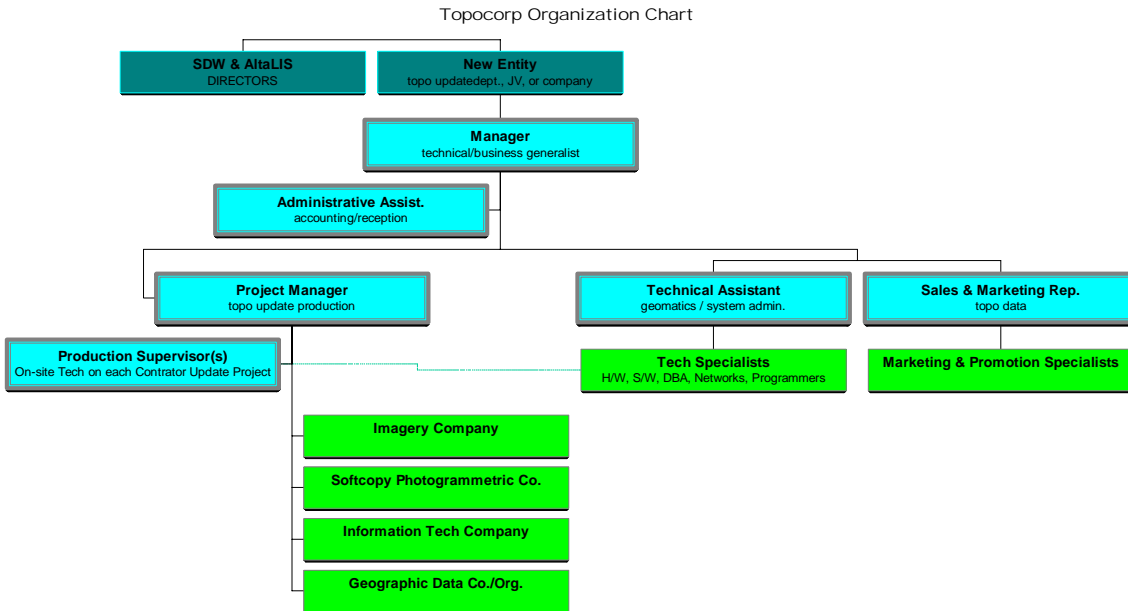 Topocorp Organization Chart
SDW & AltaLIS
DIRECTORS
New Entity
topo updatedept., JV, or company
Manager
technical/business generalist
Administrative Assist.
accounting/reception
Project Manager
topo update production
Technical Assistant
geomatics / system admin.
Sales & Marketing Rep.
topo data
Production Supervisor(s)
On-site Tech on each Contrator Update Project
Tech Specialists
H/W, S/W, DBA, Networks, Programmers
Marketing & Promotion Specialists
Imagery Company
Softcopy Photogrammetric Co.
Information Tech Company
Geographic Data Co./Org.